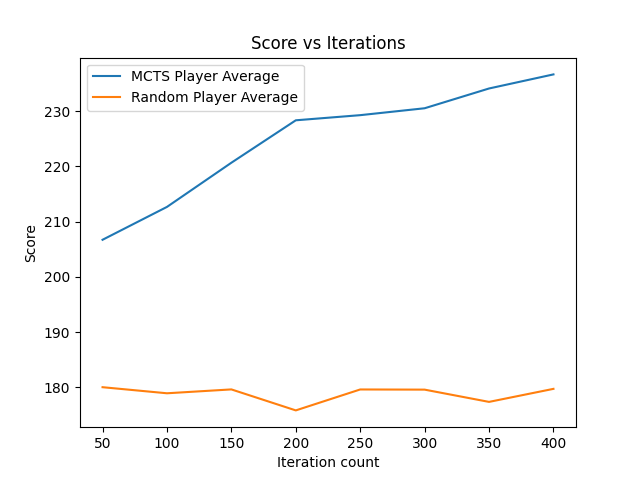 Score vs Iterations
MCTS Player Average
Random Player Average
230
220
210
200
190
180
Score
50 100 150 200 250 300 350 400
Iteration count